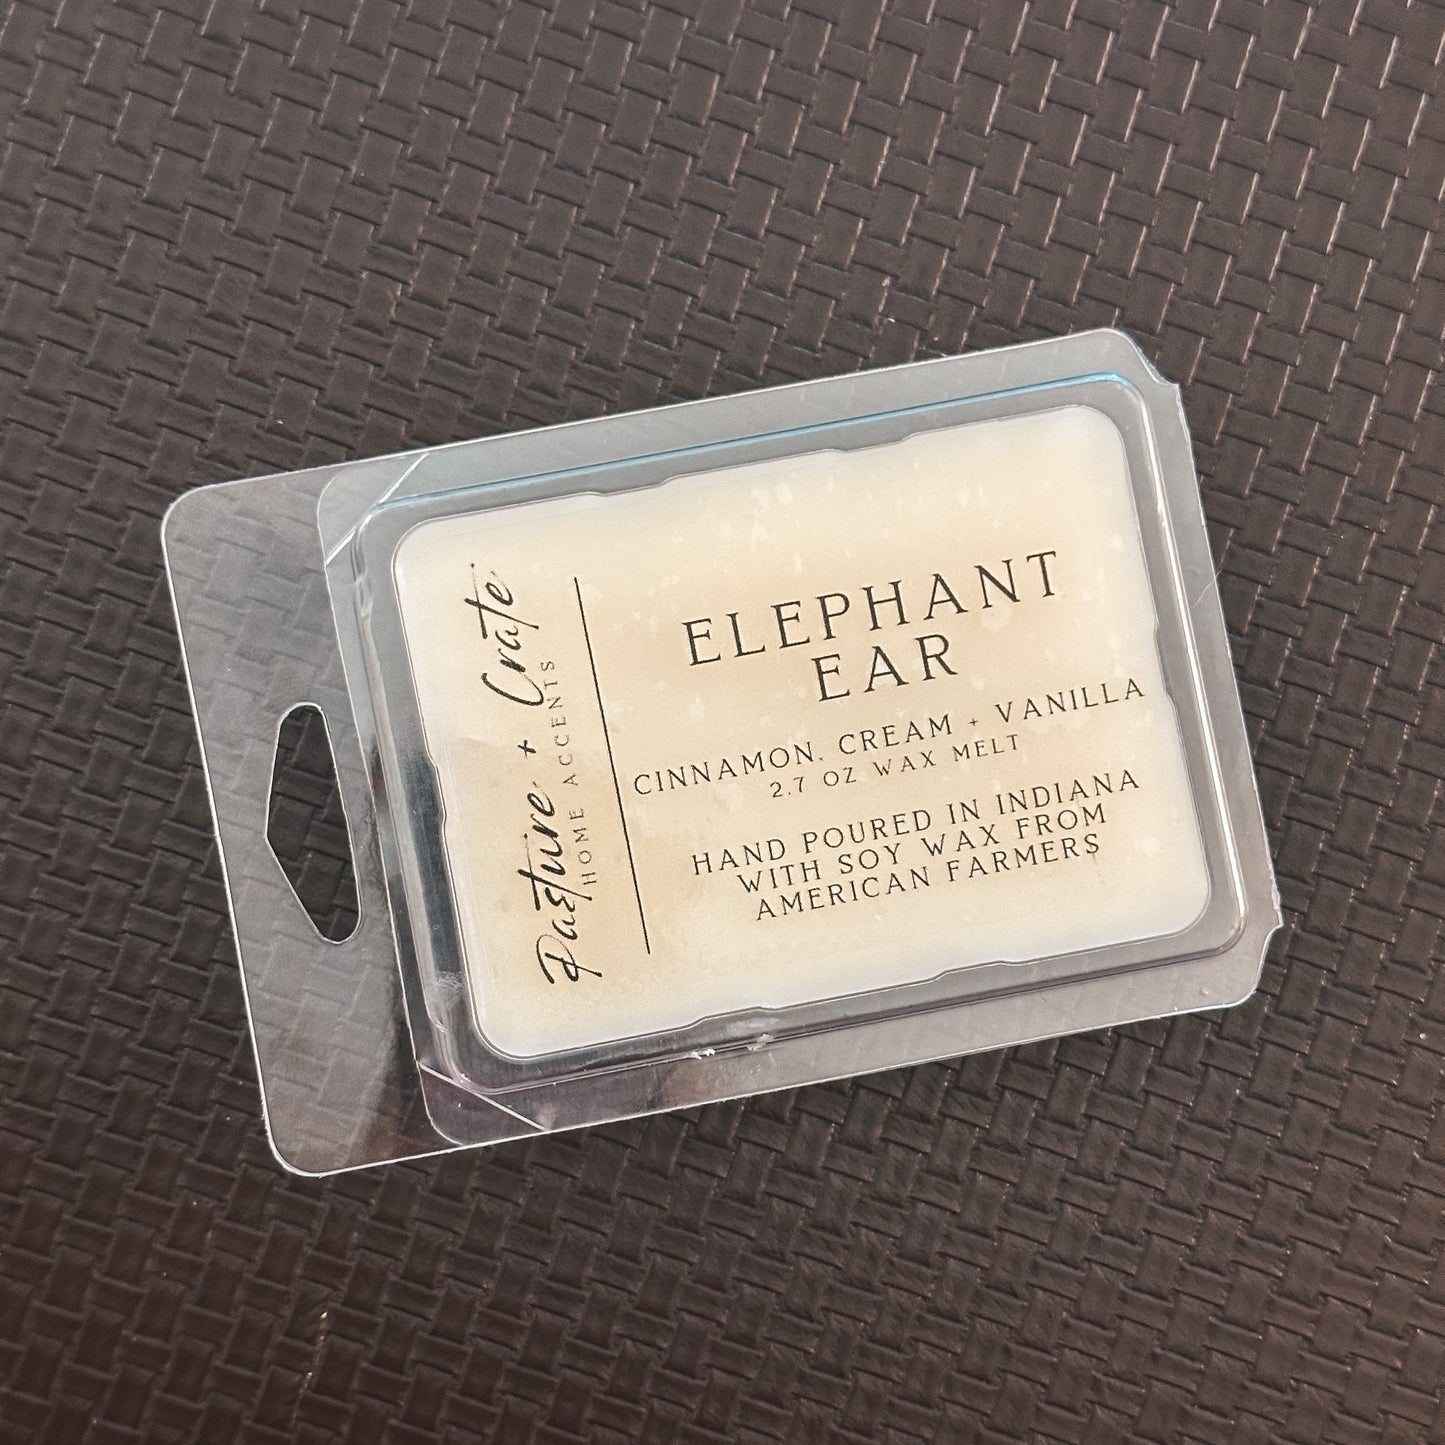 Pasture + Crate
HOME ACCENTS
ELEPHANT
EAR
CINNAMON, CREAM + VANILLA
2.7 OZ WAX MELT
HAND POURED IN INDIANA
WITH SOY WAX FROM
AMERICAN FARMERS